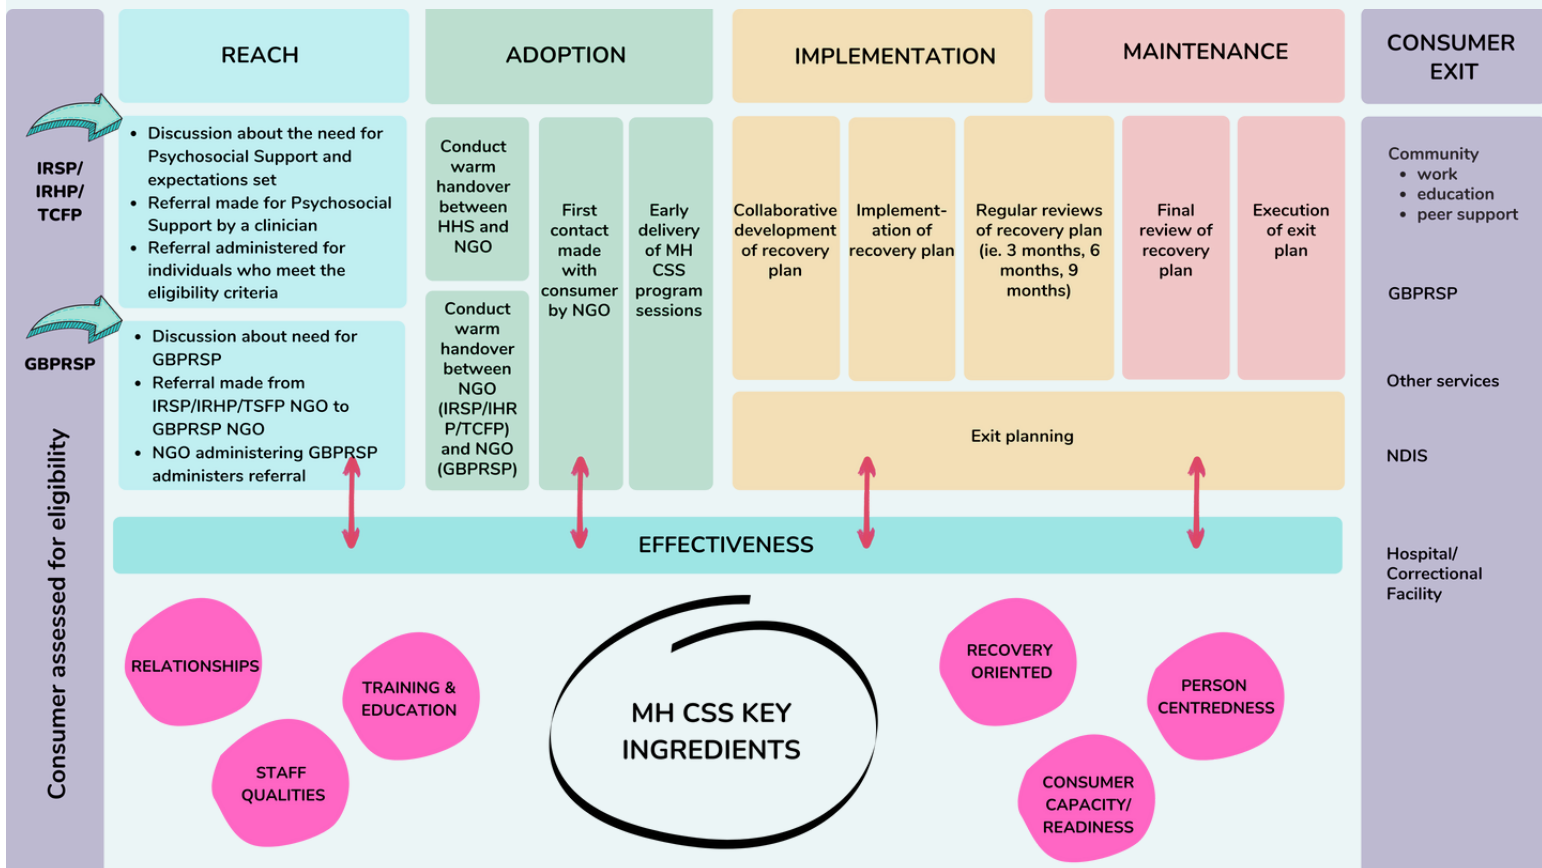 REACH
ADOPTION
IMPLEMENTATION
MAINTENANCE
CONSUMER
EXIT
IRSP/
IRHP/
TCFP
GBPRSP
Consumer assessed for eligibility
• Discussion about the need for
Psychosocial Support and
expectations set
• Referral made for Psychosocial
Support by a clinician
• Referral administered for
individuals who meet the
eligibility criteria
• Discussion about need for
GBPRSP
• Referral made from
IRSP/IRHP/TSFP NGO to
GBPRSP NGO
• NGO administering GBPRSP
administers referral
Conduct
warm
handover
between
HHS and
NGO
Conduct
warm
handover
between
NGO
(IRSP/IHR
P/TCFP)
and NGO
(GBPRSP)
First
contact
made
with
consumer
by NGO
Early
delivery
of MH
CSS
program
sessions
Collaborative
development
of recovery
plan
Implement-
ation of
recovery plan
Regular reviews
of recovery plan
(ie. 3 months, 6
months, 9
months)
Final
review of
recovery
plan
Execution
of exit
plan
Exit planning
Community
• work
• education
• peer support
GBPRSP
Other services
NDIS
Hospital/
Correctional
Facility
EFFECTIVENESS
RELATIONSHIPS
TRAINING &
EDUCATION
STAFF
QUALITIES
MH CSS KEY
INGREDIENTS
RECOVERY
ORIENTED
PERSON
CENTREDNESS
CONSUMER
CAPACITY/
READINESS